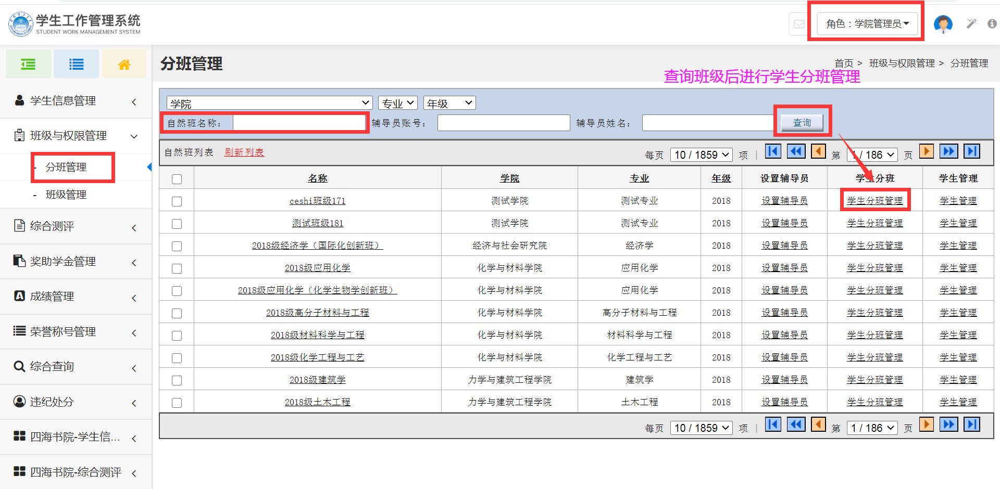 学生工作管理系统
STUDENT WORK MANAGEMENT SYSTEM
角色：学院管理员
分班管理
首页 > 班级与权限管理 > 分班管理
查询班级后进行学生分班管理
学生信息管理
班级与权限管理
- 分班管理
- 班级管理
综合测评
奖助学金管理
成绩管理
荣誉称号管理
综合查询
违纪处分
四海书院-学生信...
四海书院-综合测评
学院 专业 年级
自然班名称： 辅导员账号： 辅导员姓名： 查询
自然班列表 刷新列表 每页 10 / 1859 项 | 第 1 / 186 页
名称 学院 专业 年级 设置辅导员 学生分班 学生管理
ceshi班级171 测试学院 测试专业 2018 设置辅导员 学生分班管理 学生管理
测试班级181 测试学院 测试专业 2018 设置辅导员 学生分班管理 学生管理
2018级经济学（国际化创新班） 经济与社会研究院 经济学 2018 设置辅导员 学生分班管理 学生管理
2018级应用化学 化学与材料学院 应用化学 2018 设置辅导员 学生分班管理 学生管理
2018级应用化学（化学生物学创新班） 化学与材料学院 应用化学 2018 设置辅导员 学生分班管理 学生管理
2018级高分子材料与工程 化学与材料学院 高分子材料与工程 2018 设置辅导员 学生分班管理 学生管理
2018级材料科学与工程 化学与材料学院 材料科学与工程 2018 设置辅导员 学生分班管理 学生管理
2018级化学工程与工艺 化学与材料学院 化学工程与工艺 2018 设置辅导员 学生分班管理 学生管理
2018级建筑学 力学与建筑工程学院 建筑学 2018 设置辅导员 学生分班管理 学生管理
2018级土木工程 力学与建筑工程学院 土木工程 2018 设置辅导员 学生分班管理 学生管理
每页 10 / 1859 项 | 第 1 / 186 页